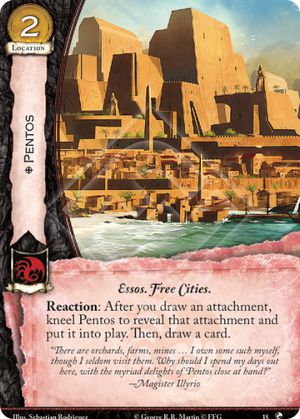 2
LOCATION
PENTOS
Essos. Free Cities.
Reaction: After you draw an attachment,
kneel Pentos to reveal that attachment and
put it into play. Then, draw a card.
"There are orchards, farms, mines ... I own some such myself,
though I seldom visit them. Why should I spend my days out
here, with the myriad delights of Pentos close at hand?"
–Magister Illyrio
Illus. Sebastian Rodriguez
© George R.R. Martin © FFG
18